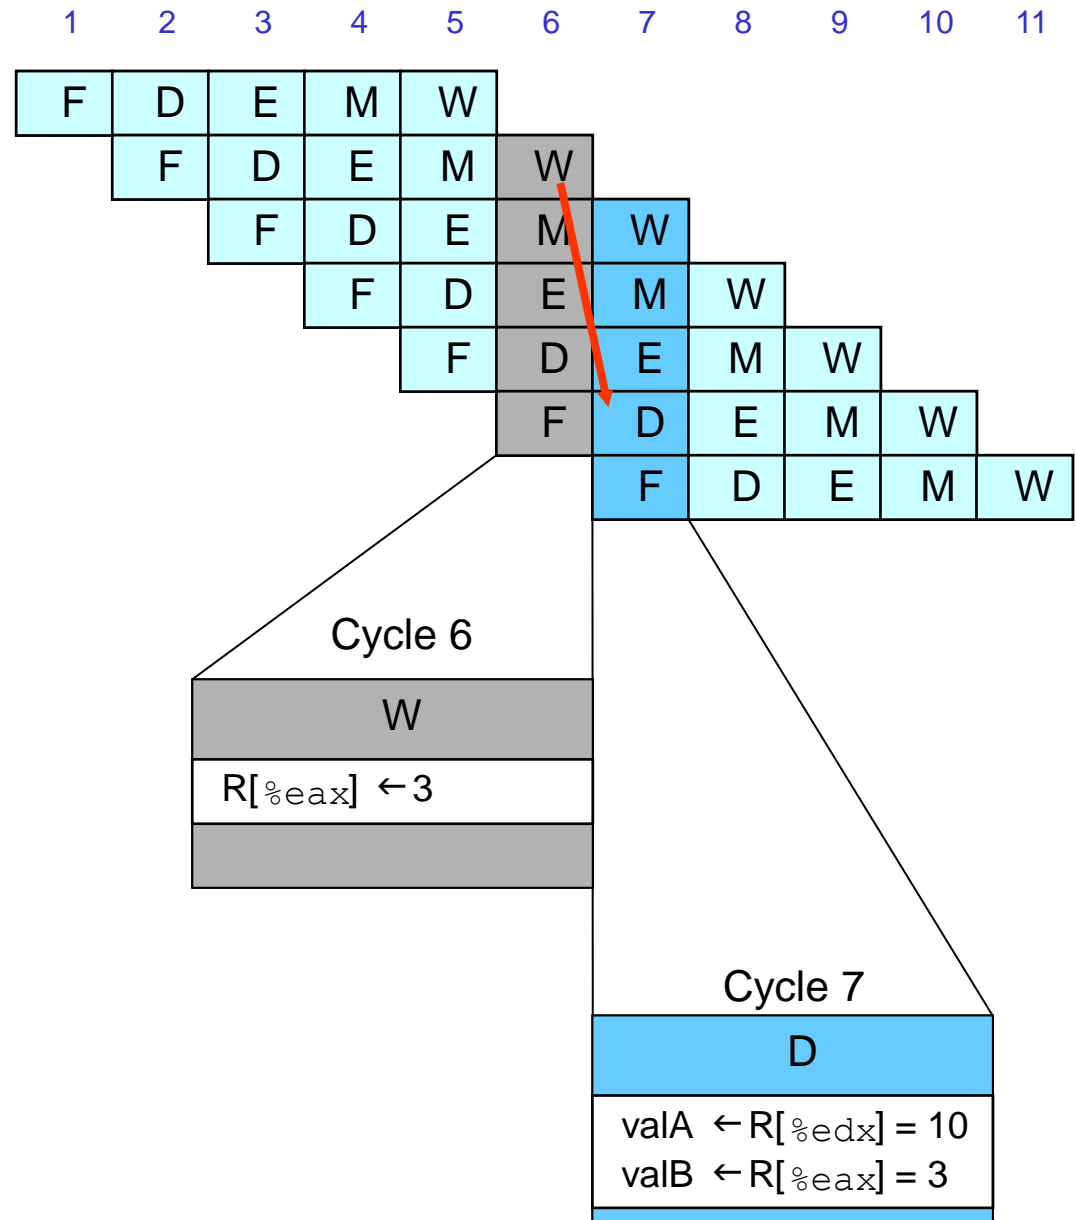 1 2 3 4 5 6 7 8 9 10 11
F D E M W
F D E M W
F D E M W
F D E M W
F D E M W
F D E M W
F D E M W
Cycle 6
W
R[%eax] ←3
Cycle 7
D
valA ←R[%edx] = 10
valB ←R[%eax] = 3